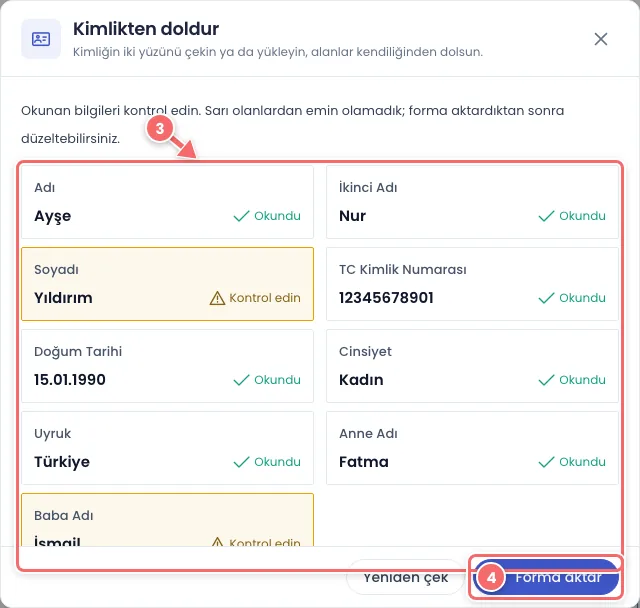 Kimlikten doldur
Kimliğin iki yüzünü çekin ya da yükleyin, alanlar kendiliğinden dolsun.
Okunan bilgileri kontrol edin. Sarı olanlardan emin olamadık; forma aktardıktan sonra
düzeltebilirsiniz.
3
Adı
Ayşe
Okundu
İkinci Adı
Nur
Okundu
Soyadı
Yıldırım
Kontrol edin
TC Kimlik Numarası
12345678901
Okundu
Doğum Tarihi
15.01.1990
Okundu
Cinsiyet
Kadın
Okundu
Uyruk
Türkiye
Okundu
Anne Adı
Fatma
Okundu
Baba Adı
İsmail
Kontrol edin
Yeniden çek
4
Forma aktar